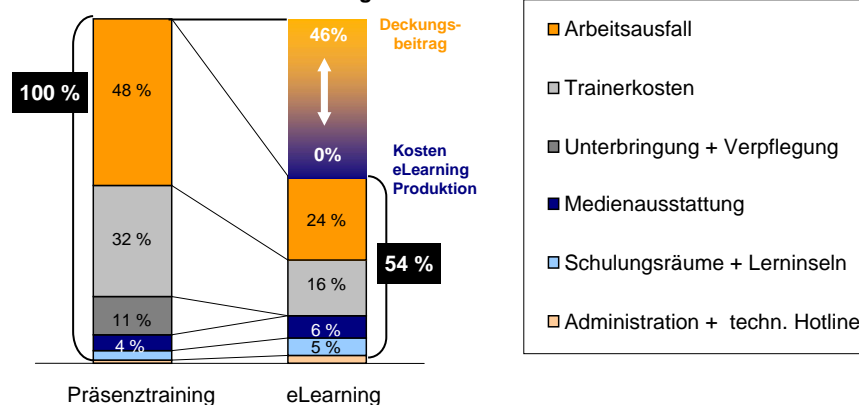 Deckungs-
beitrag
46%
100 %
48 %
0%
Kosten
eLearning
Produktion
24 %
32 %
54 %
16 %
11 %
6 %
4 %
5 %
Präsenztraining
eLearning
Arbeitsausfall
Trainerkosten
Unterbringung + Verpflegung
Medienausstattung
Schulungsräume + Lerninseln
Administration + techn. Hotline